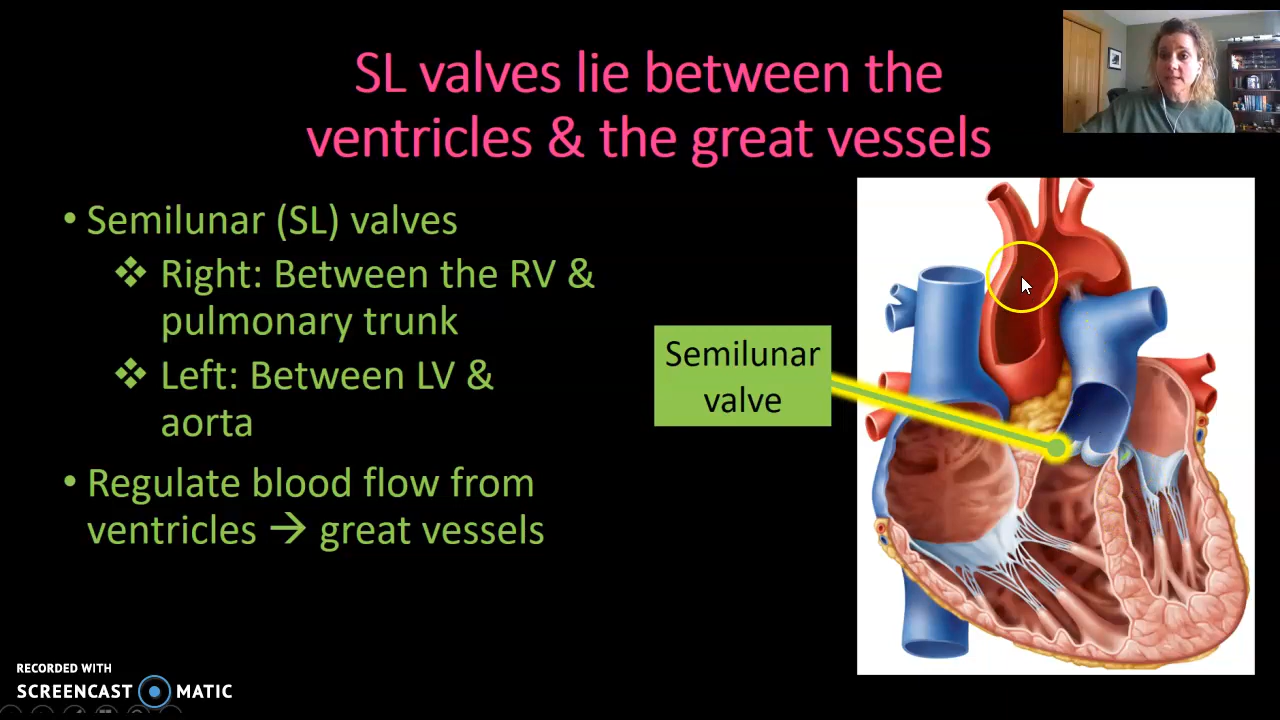 SL valves lie between the
ventricles & the great vessels
• Semilunar (SL) valves
❖ Right: Between the RV &
pulmonary trunk
❖ Left: Between LV &
aorta
• Regulate blood flow from
ventricles → great vessels
Semilunar
valve
RECORDED WITH
SCREENCAST MATIC